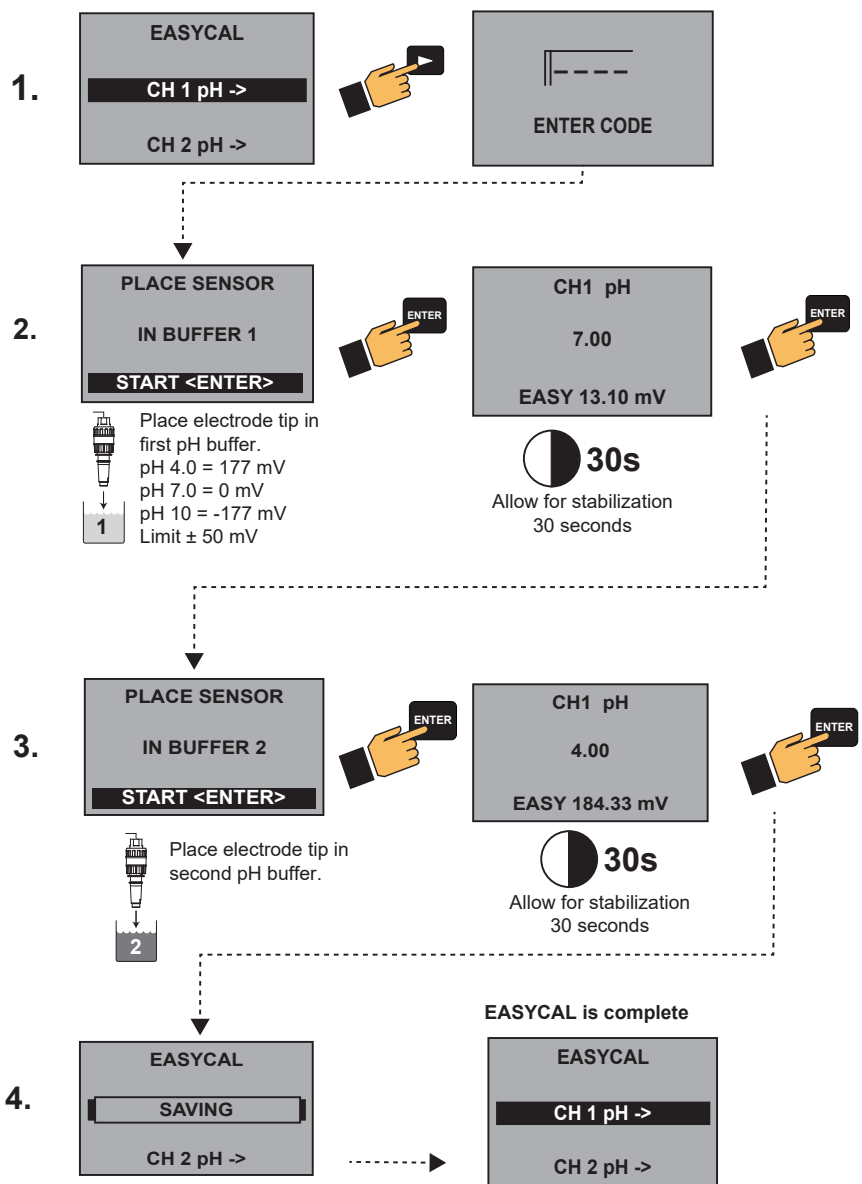 1.
EASYCAL
CH 1 pH ->
CH 2 pH ->
ENTER CODE
2.
PLACE SENSOR
IN BUFFER 1
START <ENTER>
ENTER
CH1 pH
7.00
EASY 13.10 mV
ENTER
1
Place electrode tip in
first pH buffer.
pH 4.0 = 177 mV
pH 7.0 = 0 mV
pH 10 = -177 mV
Limit ± 50 mV
30s
Allow for stabilization
30 seconds
3.
PLACE SENSOR
IN BUFFER 2
START <ENTER>
ENTER
CH1 pH
4.00
EASY 184.33 mV
ENTER
2
Place electrode tip in
second pH buffer.
30s
Allow for stabilization
30 seconds
4.
EASYCAL
SAVING
CH 2 pH ->
EASYCAL is complete
EASYCAL
CH 1 pH ->
CH 2 pH ->